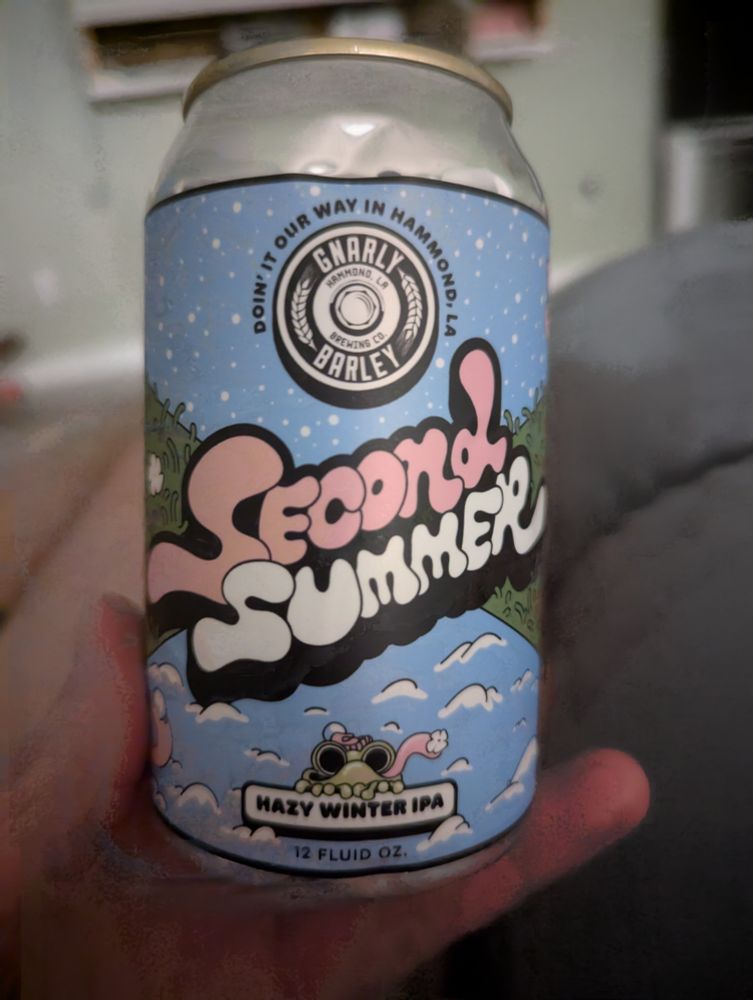 DOIN' IT OUR WAY IN HAMMOND, LA
GNARLY
HAMMOND, LA
BREWING CO.
BARLEY
SECOND
SUMMER
HAZY WINTER IPA
12 FLUID OZ.